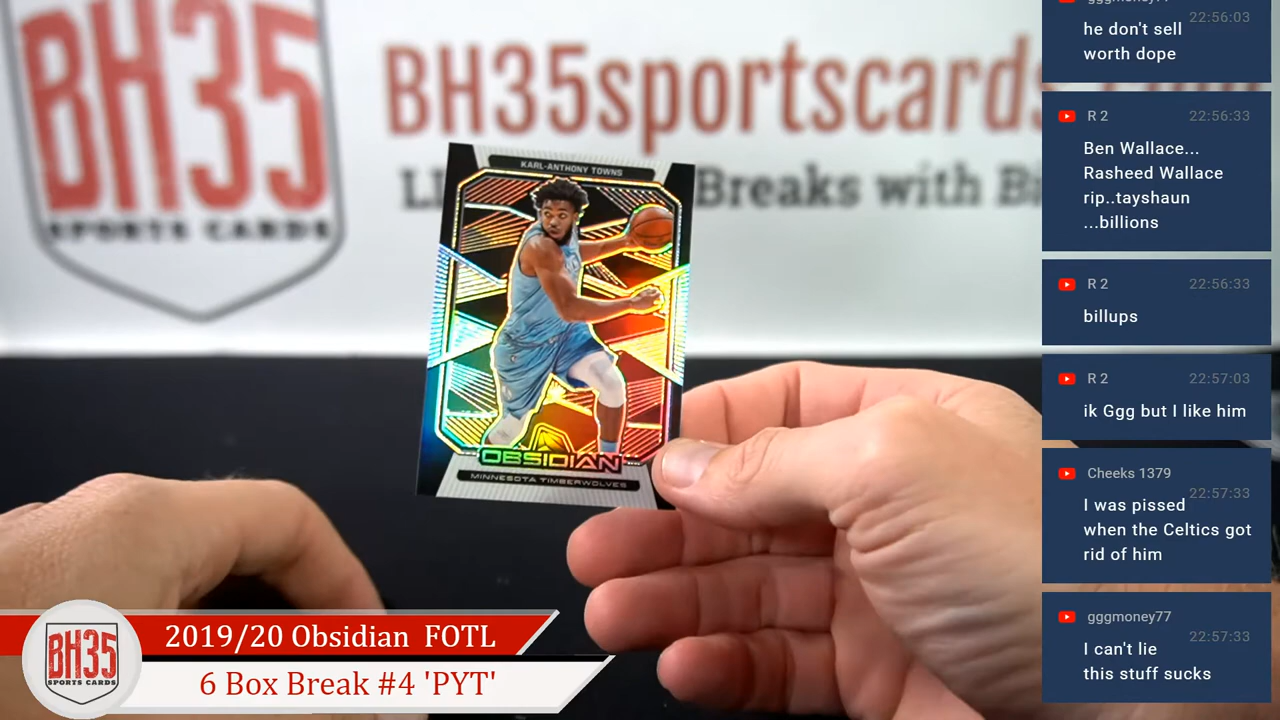 BH35
SPORTS CARDS
BH35sportscards
Breaks with
KARL-ANTHONY TOWNS
OBSIDIAN
MINNESOTA TIMBERWOLVES
2019/20 Obsidian FOTL
6 Box Break #4 'PYT'
BH35
SPORTS CARDS
22:56:03
he don't sell
worth dope
R 2 22:56:33
Ben Wallace...
Rasheed Wallace
rip..tayshaun
...billions
R 2 22:56:33
billups
R 2 22:57:03
ik Ggg but I like him
Cheeks 1379
22:57:33
I was pissed
when the Celtics got
rid of him
gggmoney77
22:57:33
I can't lie
this stuff sucks